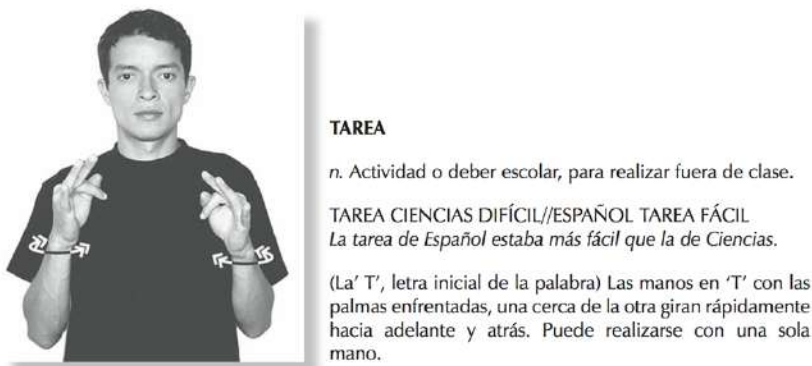 TAREA
n. Actividad o deber escolar, para realizar fuera de clase.
TAREA CIENCIAS DIFÍCIL//ESPAÑOL TAREA FÁCIL
La tarea de Español estaba más fácil que la de Ciencias.
(La’ T’, letra inicial de la palabra) Las manos en ‘T’ con las
palmas enfrentadas, una cerca de la otra giran rápidamente
hacia adelante y atrás. Puede realizarse con una sola
mano.